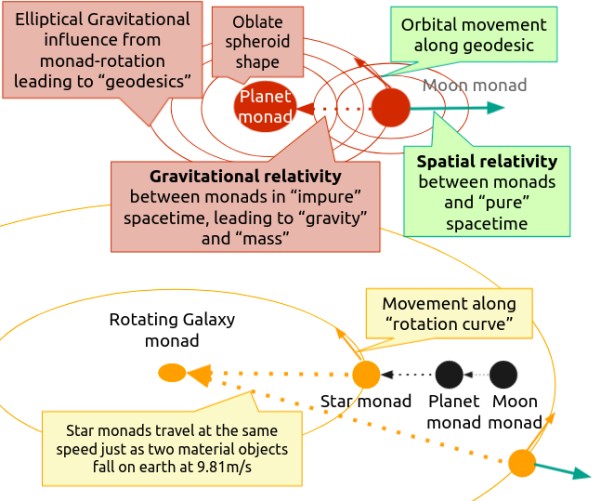 Elliptical Gravitational
influence from
monad-rotation
leading to “geodesics”
Oblate
spheroid
shape
Orbital movement
along geodesic
Moon monad
Planet
monad
Gravitational relativity
between monads in “impure”
spacetime, leading to “gravity”
and “mass”
Spatial relativity
between monads
and “pure”
spacetime
Movement along
“rotation curve”
Rotating Galaxy
monad
Star monad
Planet
monad
Moon
monad
Star monads travel at the same
speed just as two material objects
fall on earth at 9.81m/s